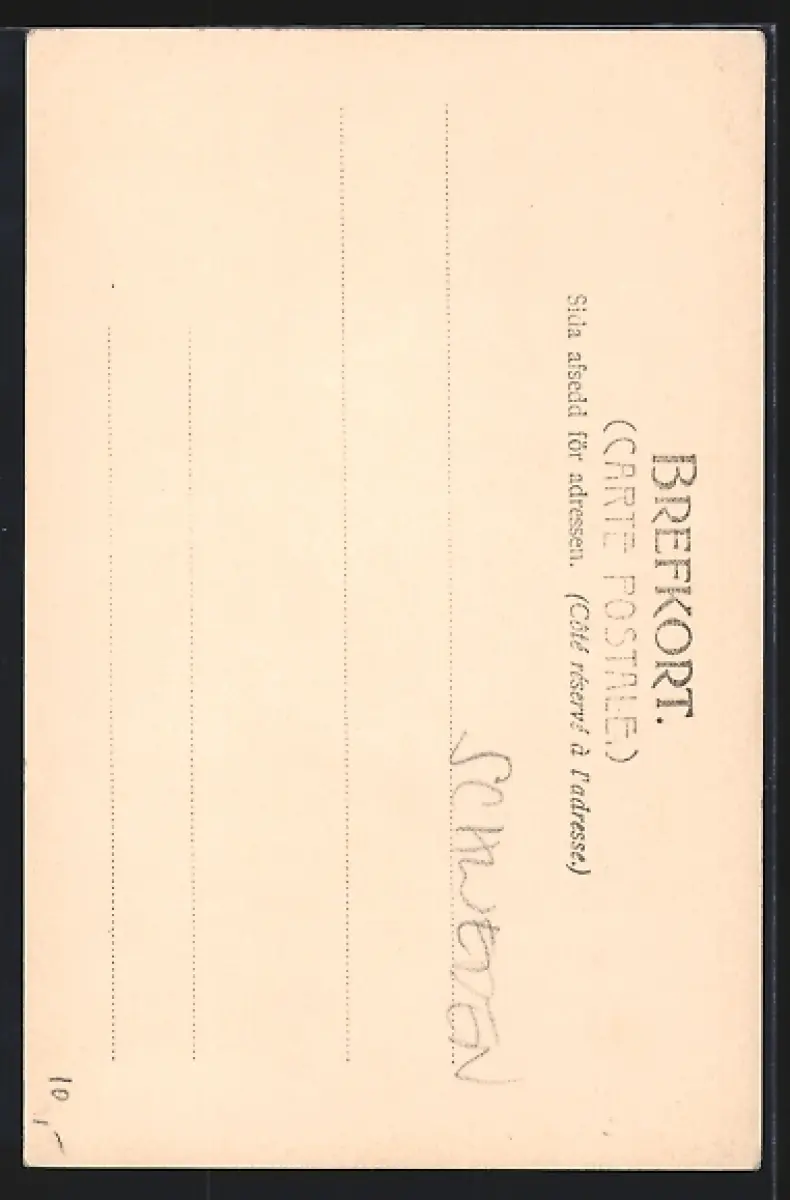 BREFKORT.
(CARTE POSTALE.)
Sida afsedd för adressen. (Côté réservé à l'adresse.)
SCHWEDEN
10,-